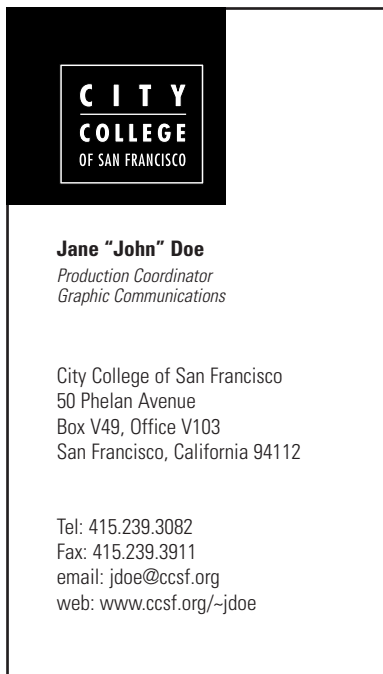 CITY
COLLEGE
OF SAN FRANCISCO
Jane “John” Doe
Production Coordinator
Graphic Communications
City College of San Francisco
50 Phelan Avenue
Box V49, Office V103
San Francisco, California 94112
Tel: 415.239.3082
Fax: 415.239.3911
email: jdoe@ccsf.org
web: www.ccsf.org/~jdoe